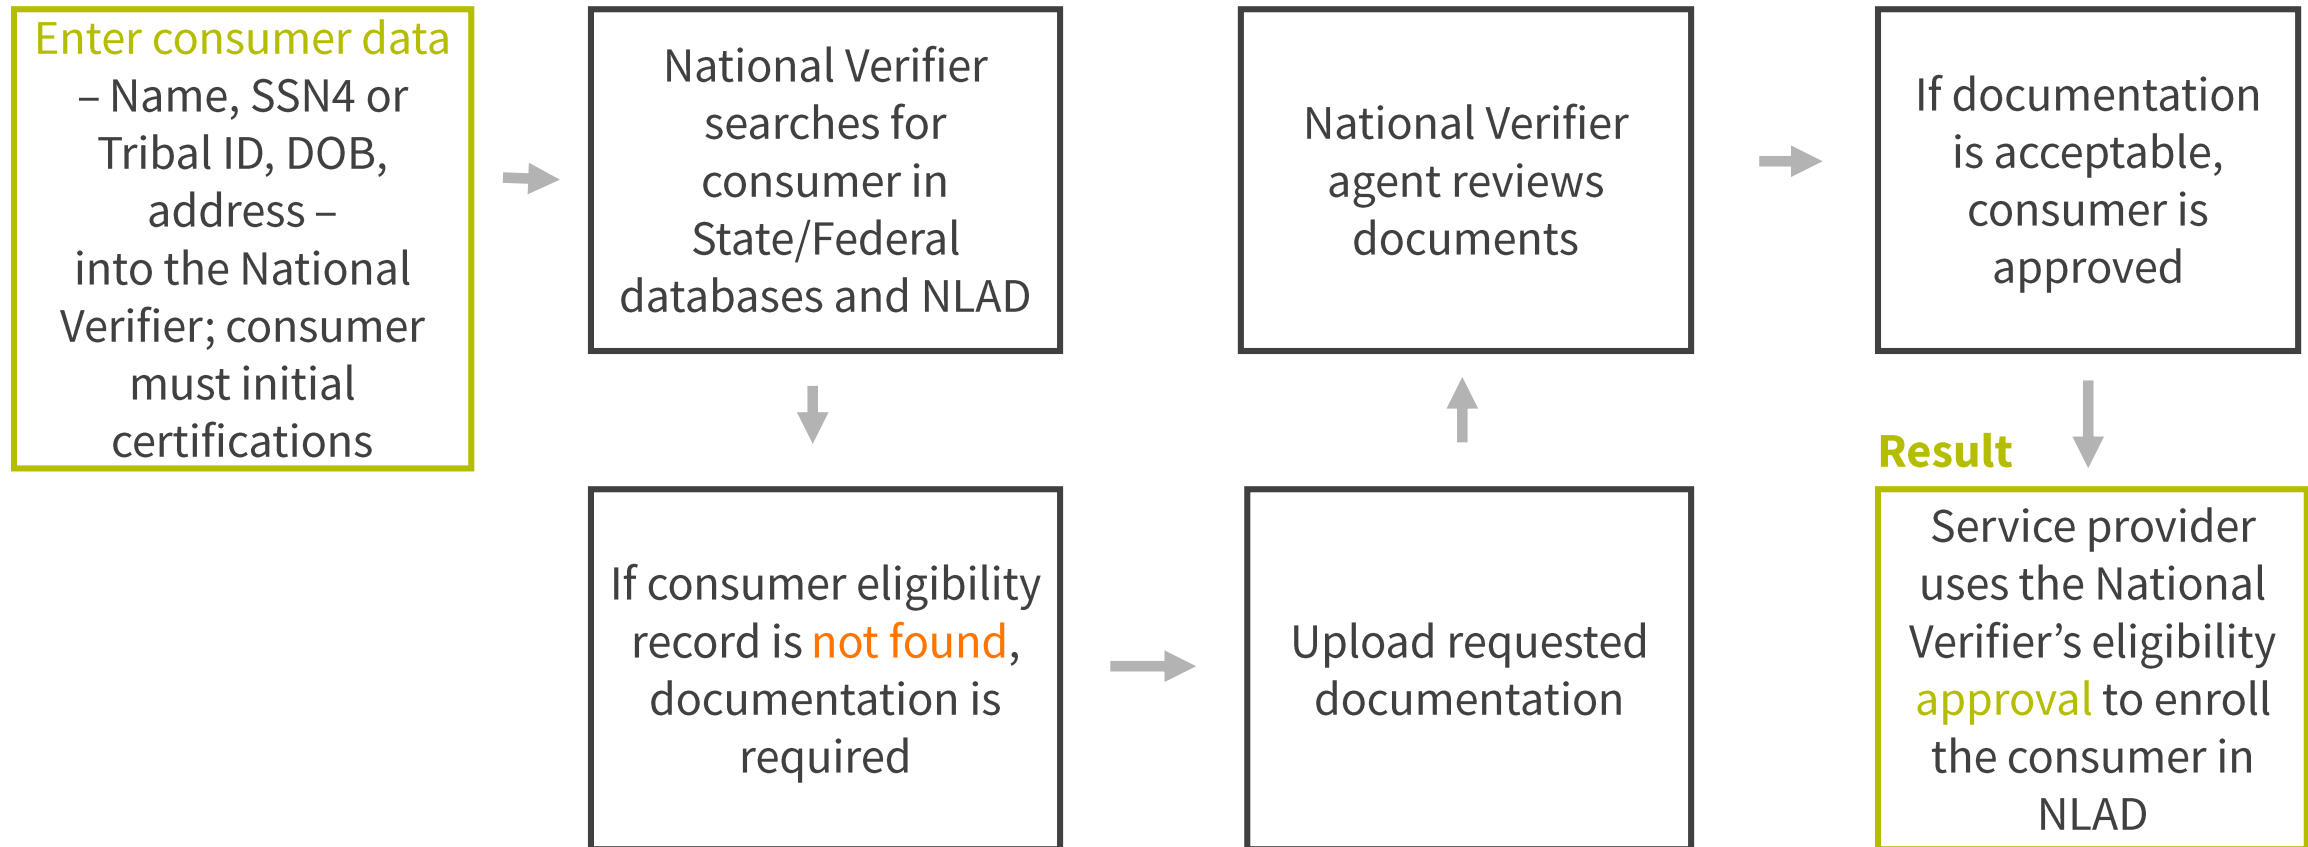 Enter consumer data
– Name, SSN4 or
Tribal ID, DOB,
address –
into the National
Verifier; consumer
must initial
certifications
National Verifier
searches for
consumer in
State/Federal
databases and NLAD
If consumer eligibility
record is not found,
documentation is
required
Upload requested
documentation
National Verifier
agent reviews
documents
If documentation
is acceptable,
consumer is
approved
Result
Service provider
uses the National
Verifier’s eligibility
approval to enroll
the consumer in
NLAD